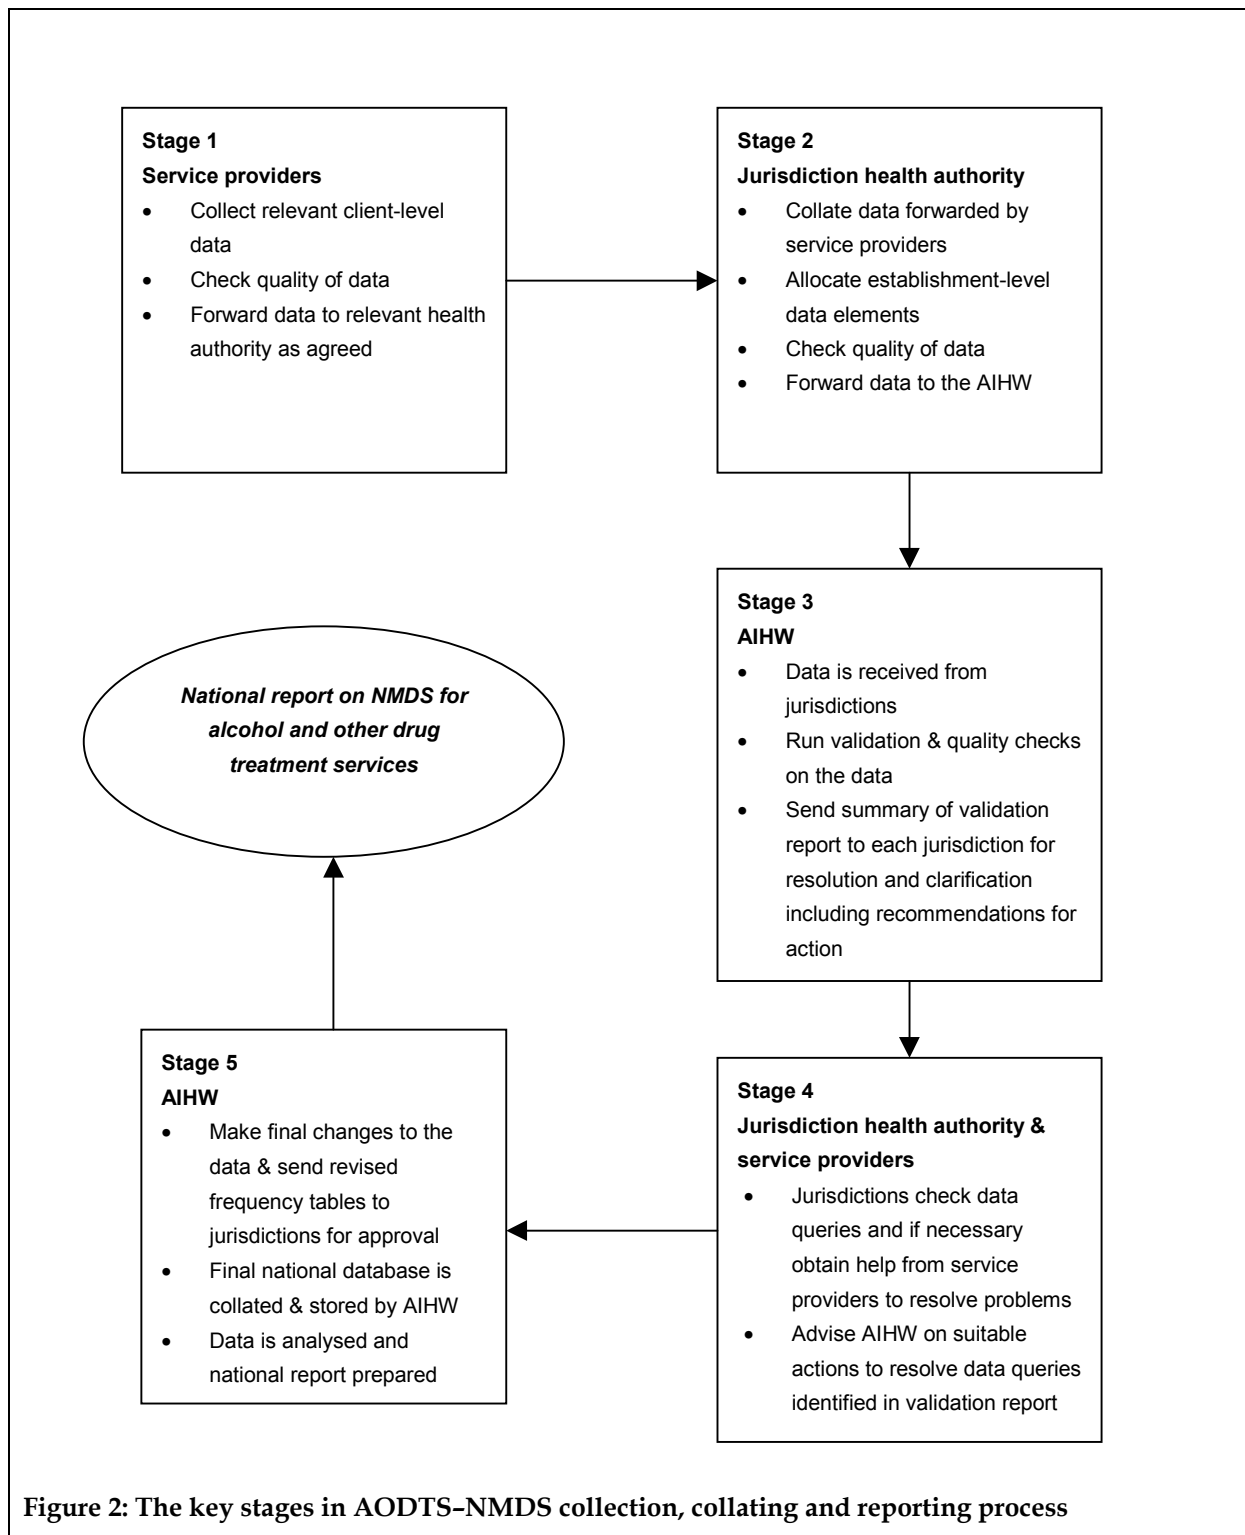 Stage 1
Service providers
• Collect relevant client-level
data
• Check quality of data
• Forward data to relevant health
authority as agreed
Stage 2
Jurisdiction health authority
• Collate data forwarded by
service providers
• Allocate establishment-level
data elements
• Check quality of data
• Forward data to the AIHW
Stage 3
AIHW
• Data is received from
jurisdictions
• Run validation & quality checks
on the data
• Send summary of validation
report to each jurisdiction for
resolution and clarification
including recommendations for
action
Stage 4
Jurisdiction health authority &
service providers
• Jurisdictions check data
queries and if necessary
obtain help from service
providers to resolve problems
• Advise AIHW on suitable
actions to resolve data queries
identified in validation report
Stage 5
AIHW
• Make final changes to the
data & send revised
frequency tables to
jurisdictions for approval
• Final national database is
collated & stored by AIHW
• Data is analysed and
national report prepared
National report on NMDS for
alcohol and other drug
treatment services
Figure 2: The key stages in AODTS–NMDS collection, collating and reporting process